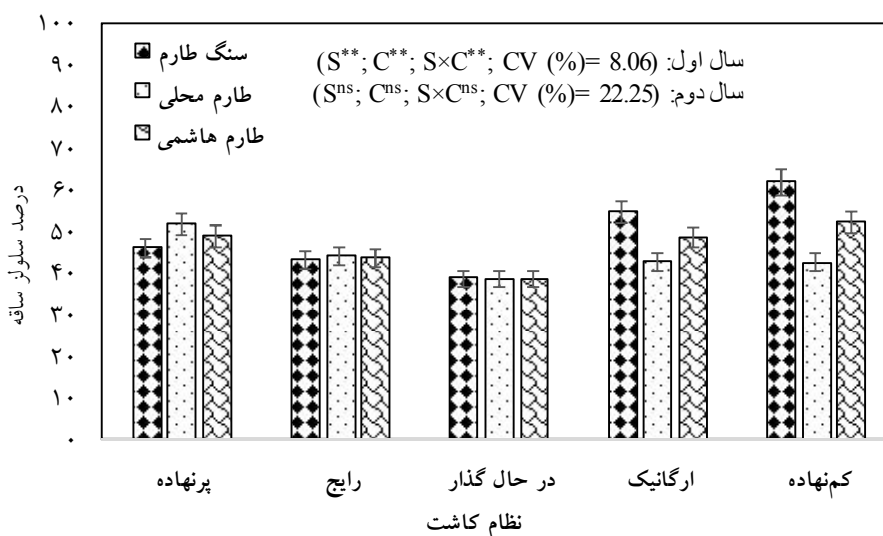 سنگ طارم
طارم محلی
طارم هاشمی
سال اول: (S**; C**; S×C**; CV (%)= 8.06)
سال دوم: (Sns; Cns; S×Cns; CV (%)= 22.25)
درصد سلولز ساقه
۱۰۰
۹۰
۸۰
۷۰
۶۰
۵۰
۴۰
۳۰
۲۰
۱۰
۰
پرنهاده
رایج
در حال گذار
ارگانیک
کم‌نهاده
نظام کاشت